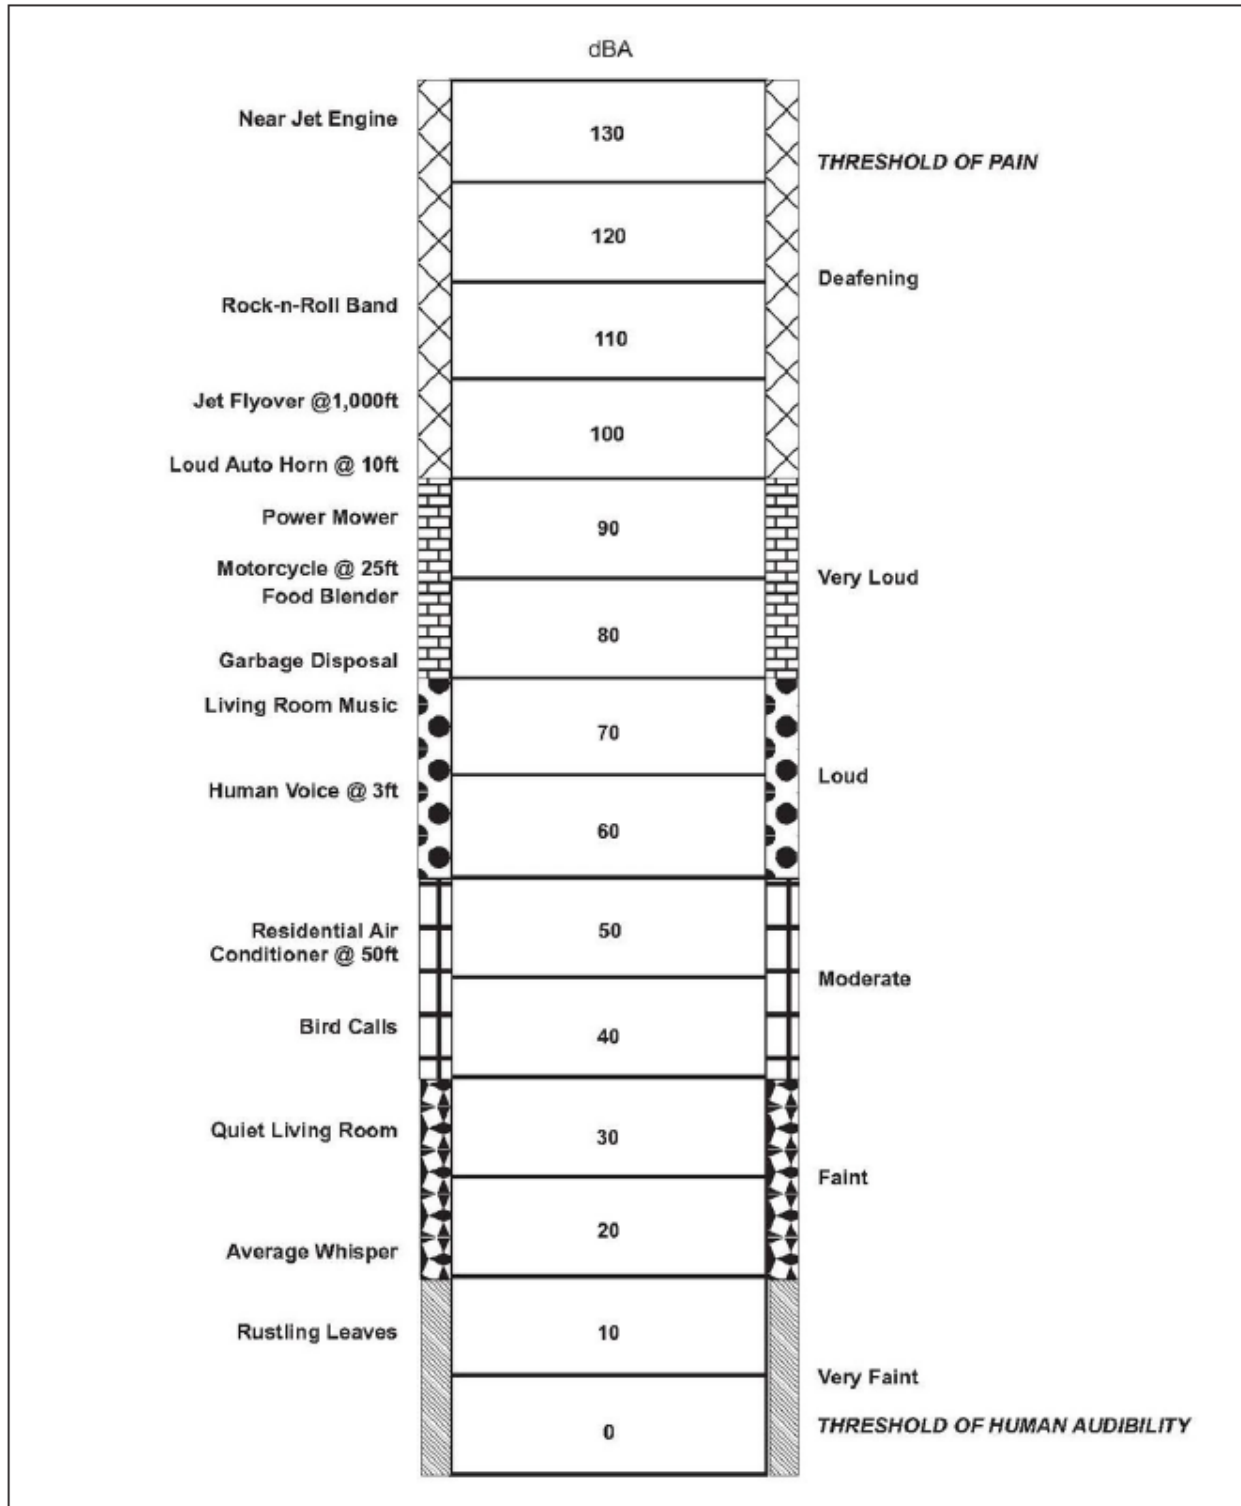 dBA
Near Jet Engine
130
THRESHOLD OF PAIN
120
Deafening
Rock-n-Roll Band
110
Jet Flyover @1,000ft
100
Loud Auto Horn @ 10ft
Power Mower
90
Motorcycle @ 25ft
Very Loud
Food Blender
80
Garbage Disposal
Living Room Music
70
Loud
Human Voice @ 3ft
60
Residential Air
50
Conditioner @ 50ft
Moderate
Bird Calls
40
Quiet Living Room
30
Faint
20
Average Whisper
Rustling Leaves
10
Very Faint
THRESHOLD OF HUMAN AUDIBILITY
0